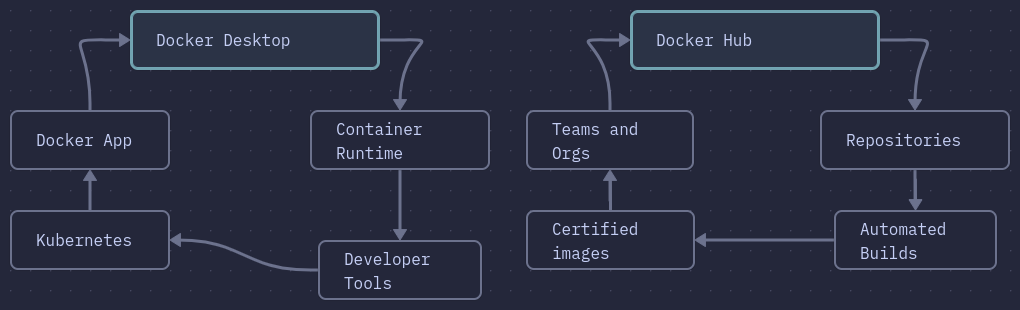 Docker Desktop
Docker Hub
Docker App
Container
Runtime
Teams and
Orgs
Repositories
Kubernetes
Developer
Tools
Certified
images
Automated
Builds